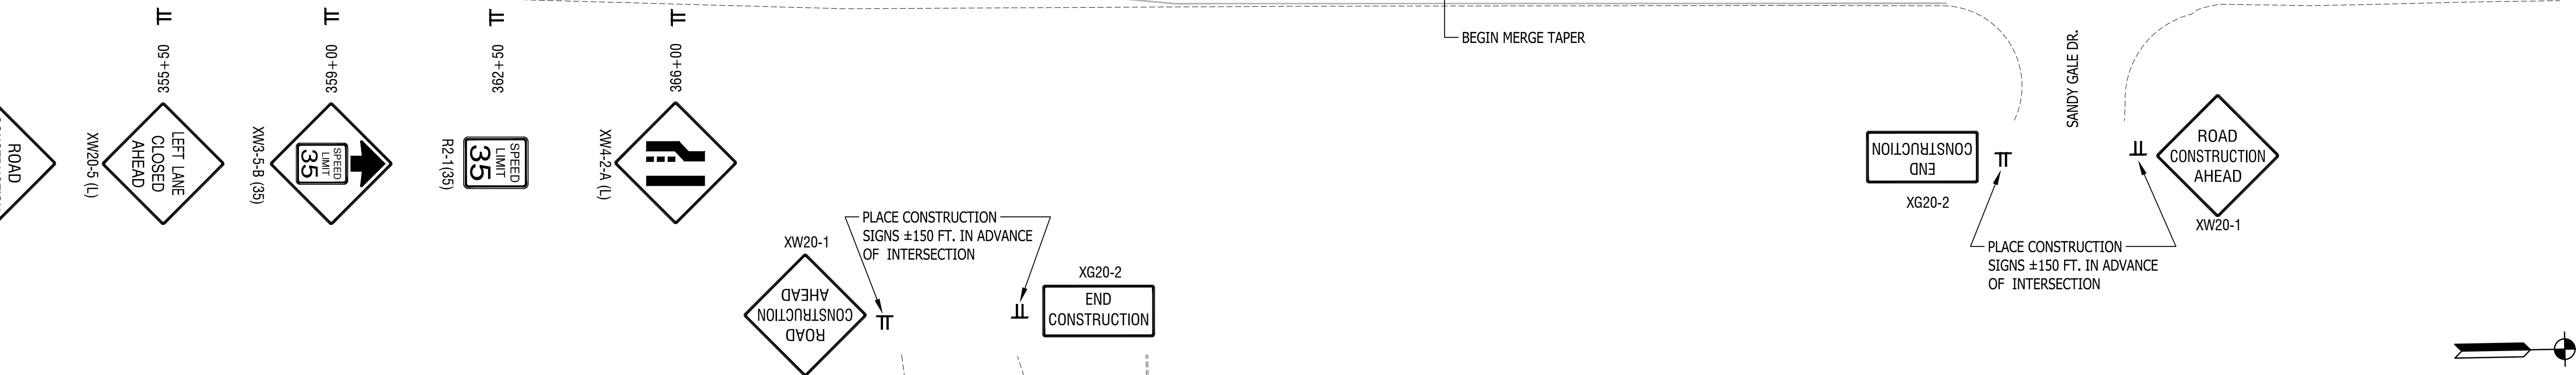 ROAD
355+50
LEFT LANE
CLOSED
AHEAD
XW20-5 (L)
359+00
SPEED
LIMIT
35
XW3-5-B (35)
362+50
SPEED
LIMIT
35
R2-1(35)
366+00
XW4-2-A (L)
BEGIN MERGE TAPER
PLACE CONSTRUCTION
SIGNS ±150 FT. IN ADVANCE
OF INTERSECTION
XW20-1
ROAD
CONSTRUCTION
AHEAD
XG20-2
END
CONSTRUCTION
SANDY GALE DR.
END
CONSTRUCTION
XG20-2
ROAD
CONSTRUCTION
AHEAD
XW20-1
PLACE CONSTRUCTION
SIGNS ±150 FT. IN ADVANCE
OF INTERSECTION